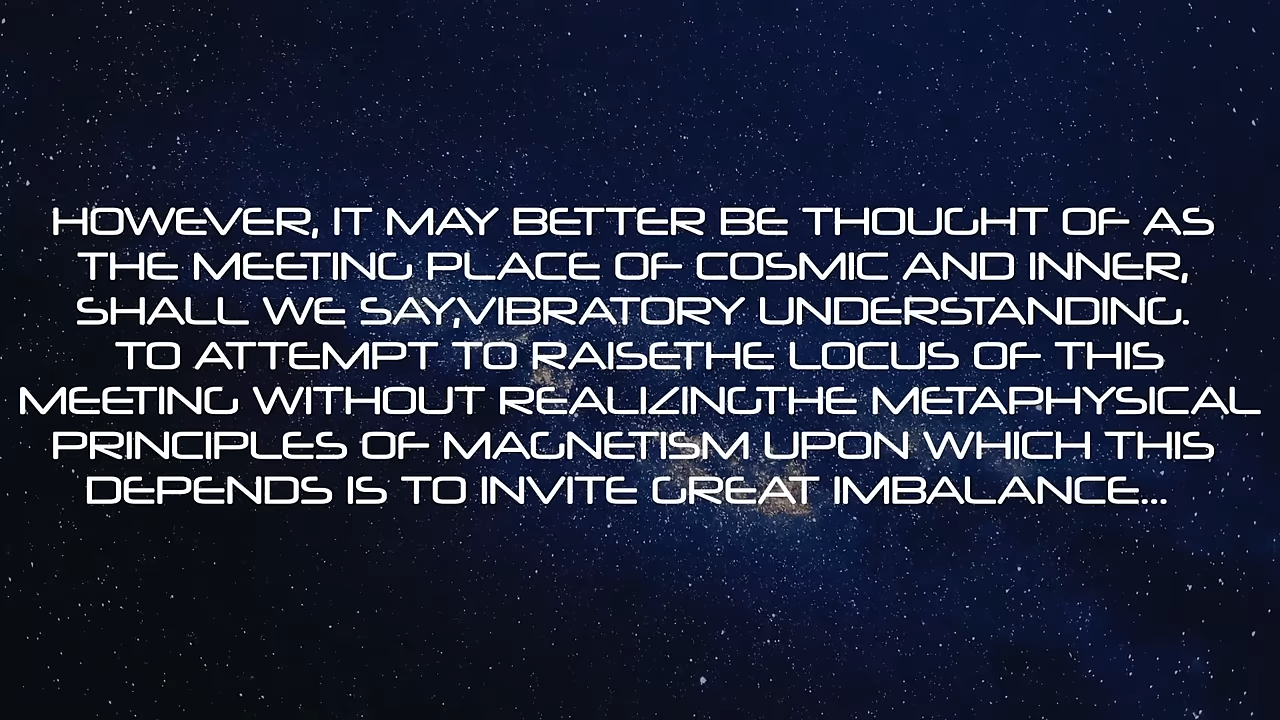 HOWEVER, IT MAY BETTER BE THOUGHT OF AS
THE MEETING PLACE OF COSMIC AND INNER,
SHALL WE SAY,VIBRATORY UNDERSTANDING.
TO ATTEMPT TO RAISETHE LOCUS OF THIS
MEETING WITHOUT REALIZINGTHE METAPHYSICAL
PRINCIPLES OF MAGNETISM UPON WHICH THIS
DEPENDS IS TO INVITE GREAT IMBALANCE...